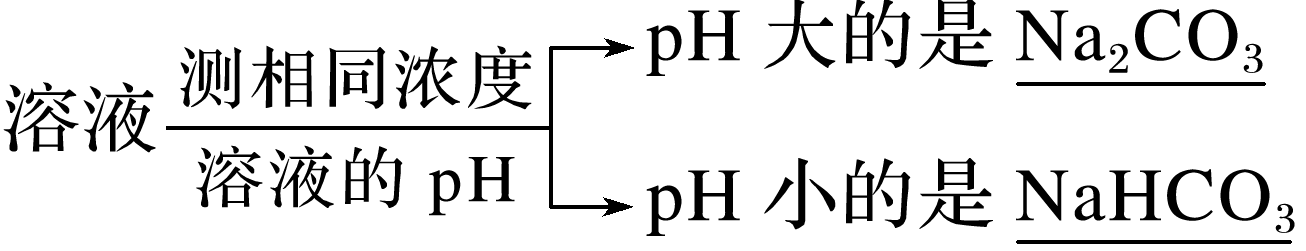 pH 大的是 Na₂CO₃
溶液
测相同浓度
溶液的 pH
pH 小的是 NaHCO₃